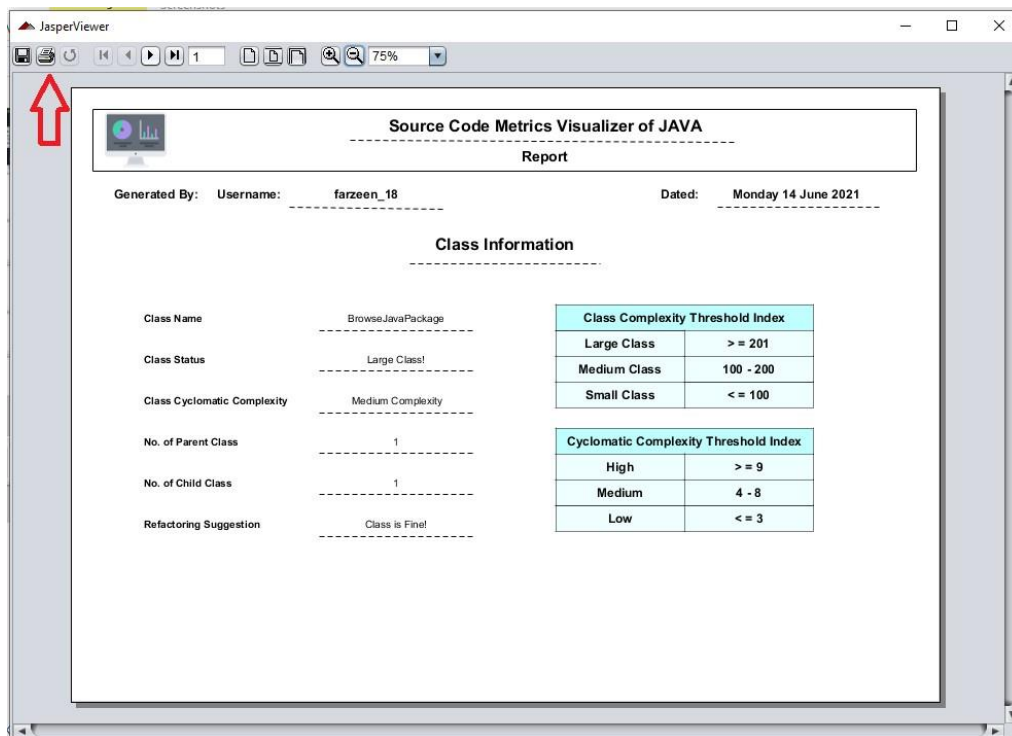 JasperViewer
1
75%
Source Code Metrics Visualizer of JAVA
Report
Generated By: Username: farzeen_18 Dated: Monday 14 June 2021
Class Information
Class Name BrowseJavaPackage
Class Status Large Class!
Class Cyclomatic Complexity Medium Complexity
No. of Parent Class 1
No. of Child Class 1
Refactoring Suggestion Class is Fine!
Class Complexity Threshold Index
Large Class > = 201
Medium Class 100 - 200
Small Class < = 100
Cyclomatic Complexity Threshold Index
High > = 9
Medium 4 - 8
Low < = 3